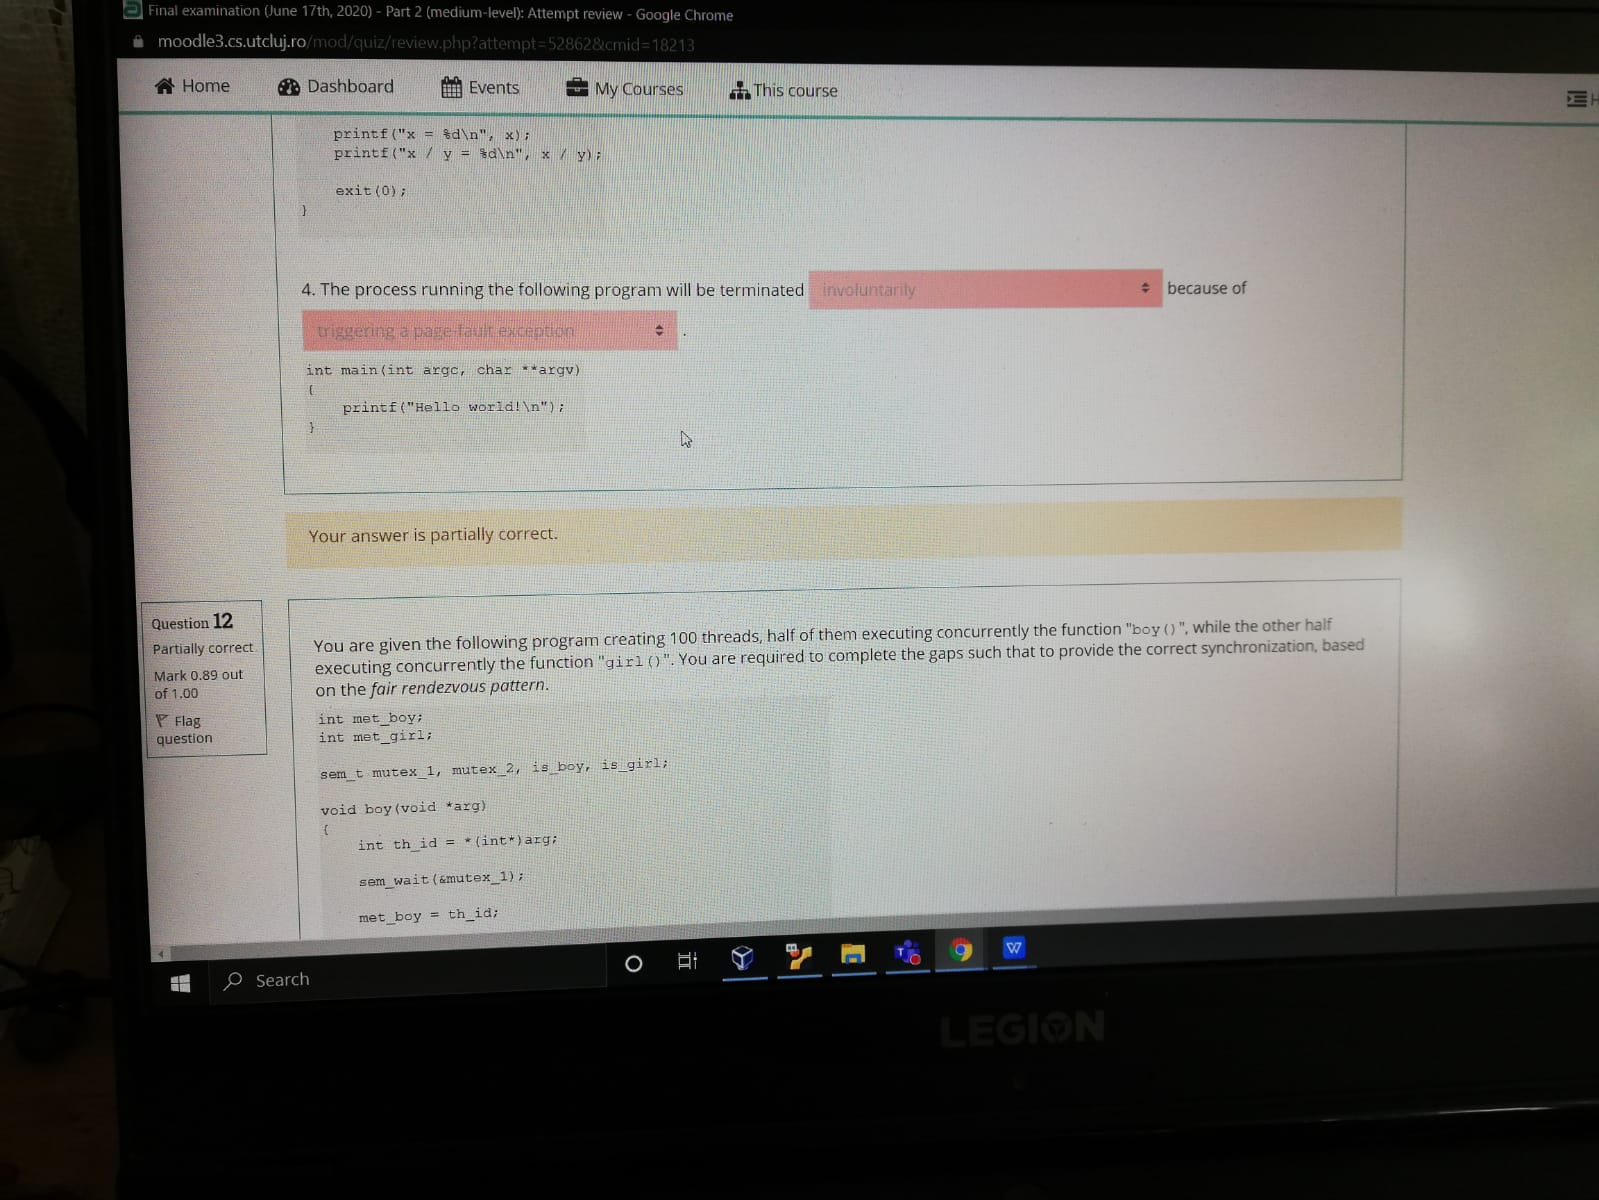 Final examination (June 17th, 2020) - Part 2 (medium-level): Attempt review - Google Chrome
moodle3.cs.utcluj.ro/mod/quiz/review.php?attempt=52862&cmid=18213
Home Dashboard Events My Courses This course
printf("x = %d\n", x);
printf("x / y = %d\n", x / y);
exit(0);
}
4. The process running the following program will be terminated involuntarily because of
triggering a page-fault exception .
int main(int argc, char **argv)
{
printf("Hello world!\n");
}
Your answer is partially correct.
Question 12
Partially correct
Mark 0.89 out
of 1.00
Flag
question
You are given the following program creating 100 threads, half of them executing concurrently the function "boy()", while the other half
executing concurrently the function "girl()". You are required to complete the gaps such that to provide the correct synchronization, based
on the fair rendezvous pattern.
int met_boy;
int met_girl;
sem_t mutex_1, mutex_2, is_boy, is_girl;
void boy(void *arg)
{
int th_id = *(int*)arg;
sem_wait(&mutex_1);
met_boy = th_id;
Search
LEGION